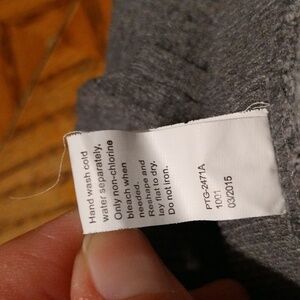 Hand wash cold
water separately.
Only non-chlorine
bleach when
needed.
Reshape and
lay flat to dry.
Do not iron.
PTG-2471A
1001
03/2015